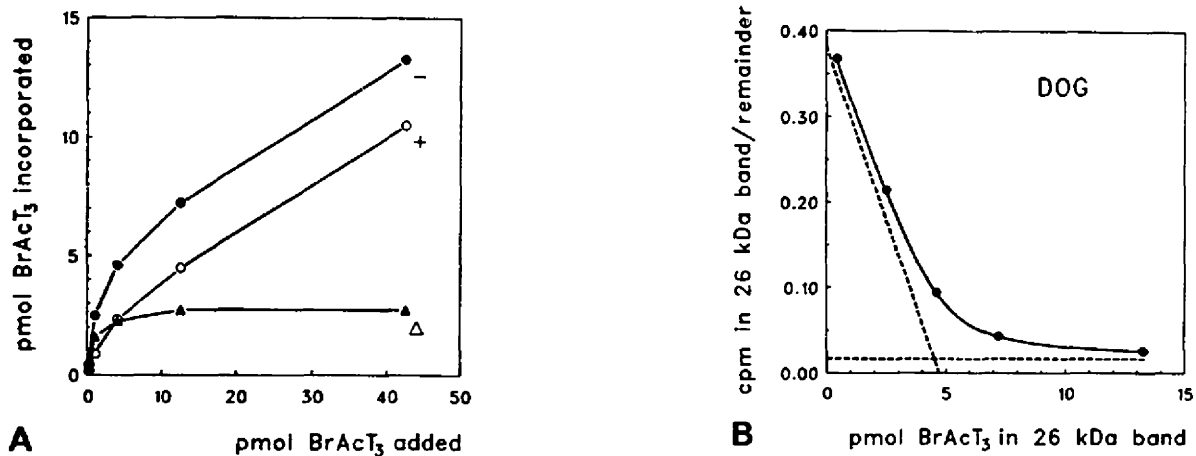 pmol BrAcT3 incorporated
15
10
5
0
−
+
Δ
0 10 20 30 40 50
A
pmol BrAcT3 added
cpm in 26 kDa band/remainder
0.40
0.30
0.20
0.10
0.00
DOG
0 5 10 15
B
pmol BrAcT3 in 26 kDa band